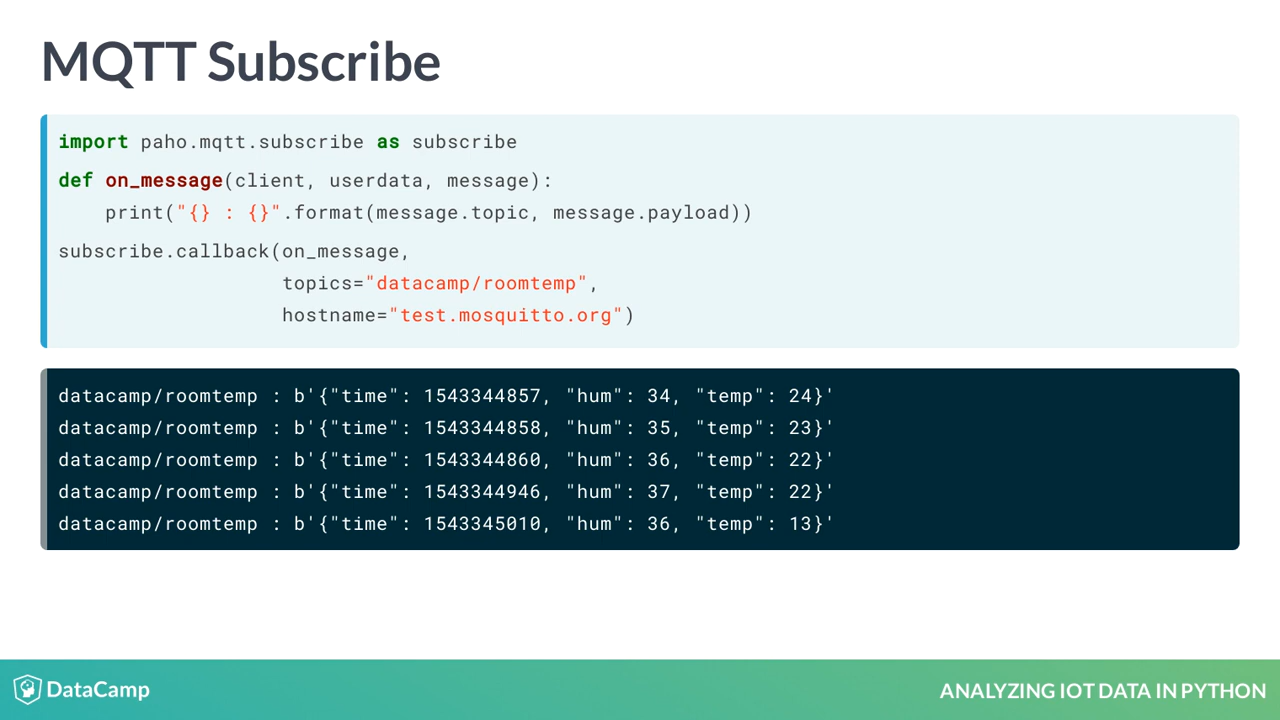 MQTT Subscribe
import paho.mqtt.subscribe as subscribe
def on_message(client, userdata, message):
    print("{} : {}".format(message.topic, message.payload))
subscribe.callback(on_message,
                   topics="datacamp/roomtemp",
                   hostname="test.mosquitto.org")
datacamp/roomtemp : b'{"time": 1543344857, "hum": 34, "temp": 24}'
datacamp/roomtemp : b'{"time": 1543344858, "hum": 35, "temp": 23}'
datacamp/roomtemp : b'{"time": 1543344860, "hum": 36, "temp": 22}'
datacamp/roomtemp : b'{"time": 1543344946, "hum": 37, "temp": 22}'
datacamp/roomtemp : b'{"time": 1543345010, "hum": 36, "temp": 13}'
DataCamp
ANALYZING IOT DATA IN PYTHON